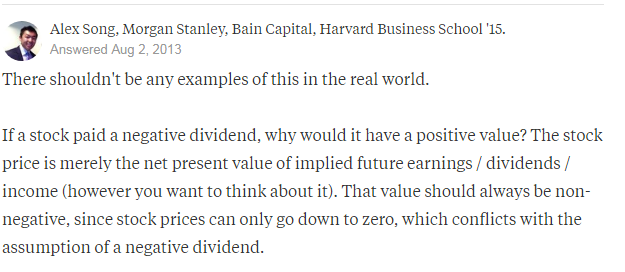 Alex Song, Morgan Stanley, Bain Capital, Harvard Business School '15.
Answered Aug 2, 2013
There shouldn't be any examples of this in the real world.
If a stock paid a negative dividend, why would it have a positive value? The stock
price is merely the net present value of implied future earnings / dividends /
income (however you want to think about it). That value should always be non-
negative, since stock prices can only go down to zero, which conflicts with the
assumption of a negative dividend.